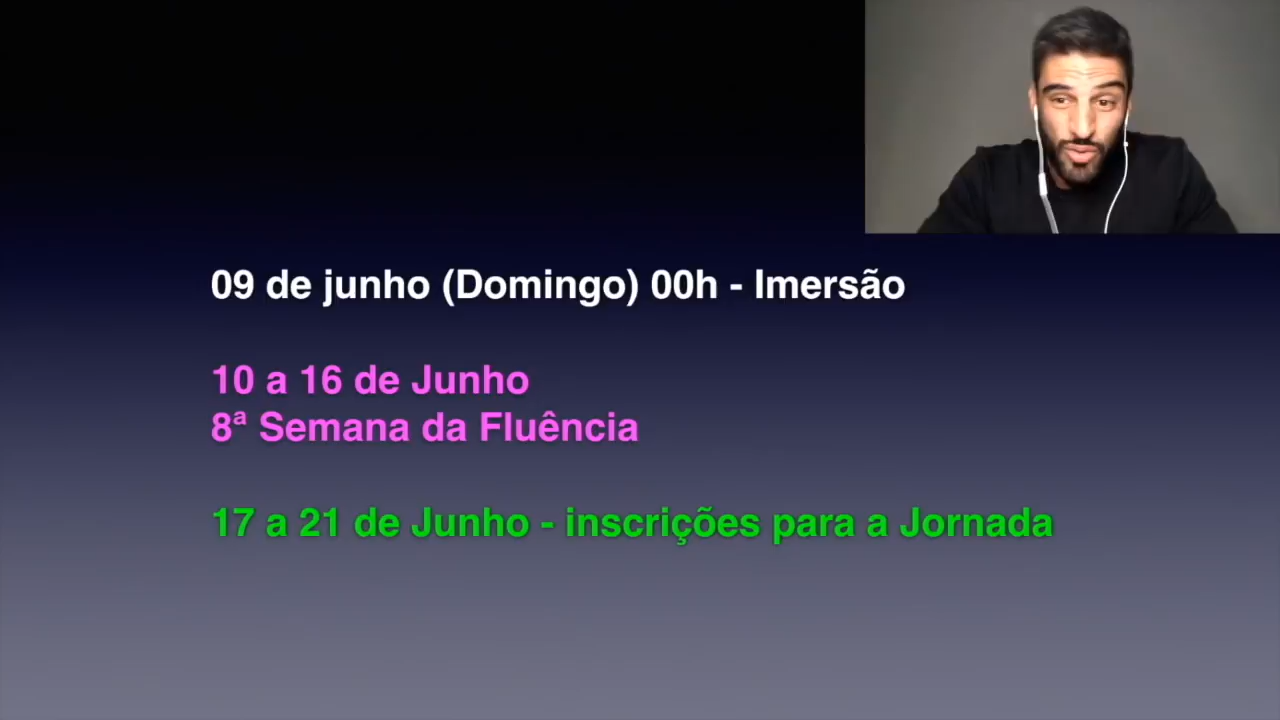 09 de junho (Domingo) 00h - Imersão
10 a 16 de Junho
8ª Semana da Fluência
17 a 21 de Junho - inscrições para a Jornada